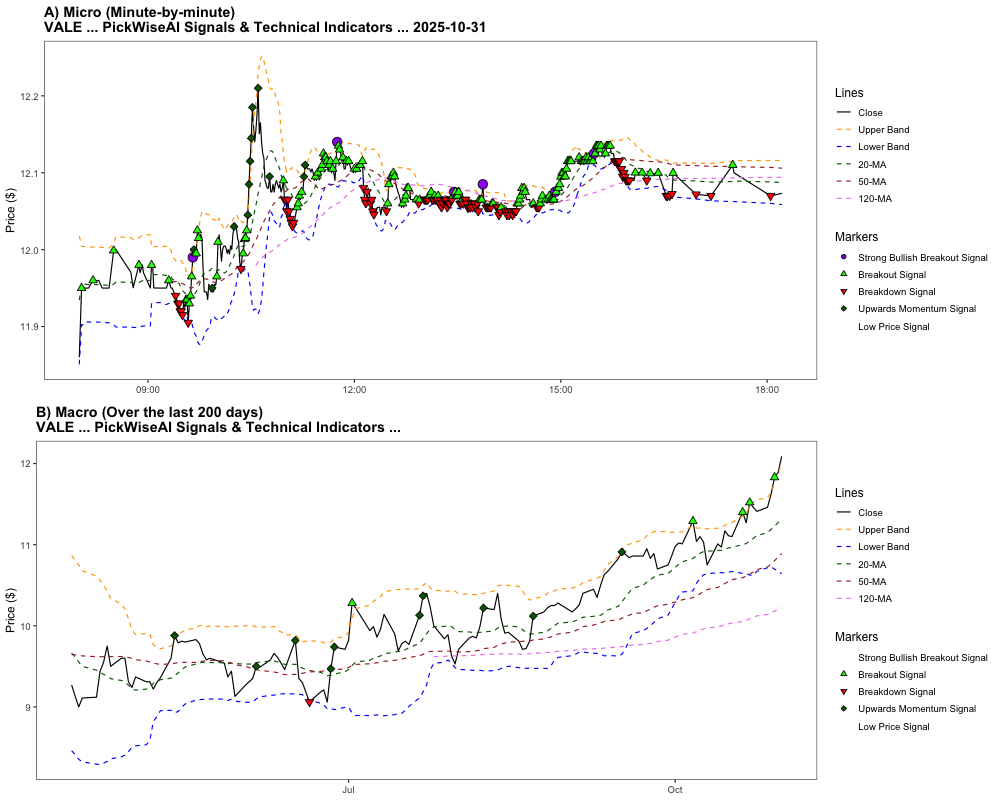 A) Micro (Minute-by-minute)
VALE ... PickWiseAI Signals & Technical Indicators ... 2025-10-31
Price ($)
12.2
12.1
12.0
11.9
09:00
12:00
15:00
18:00
Lines
Close
Upper Band
Lower Band
20-MA
50-MA
120-MA
Markers
Strong Bullish Breakout Signal
Breakout Signal
Breakdown Signal
Upwards Momentum Signal
Low Price Signal
B) Macro (Over the last 200 days)
VALE ... PickWiseAI Signals & Technical Indicators ...
Price ($)
12
11
10
9
Jul
Oct
Lines
Close
Upper Band
Lower Band
20-MA
50-MA
120-MA
Markers
Strong Bullish Breakout Signal
Breakout Signal
Breakdown Signal
Upwards Momentum Signal
Low Price Signal